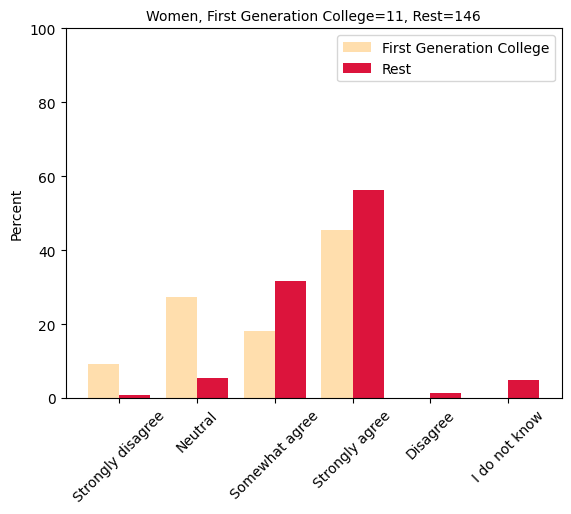 Women, First Generation College=11, Rest=146
First Generation College
Rest
Percent
100
80
60
40
20
0
Strongly disagree
Neutral
Somewhat agree
Strongly agree
Disagree
I do not know